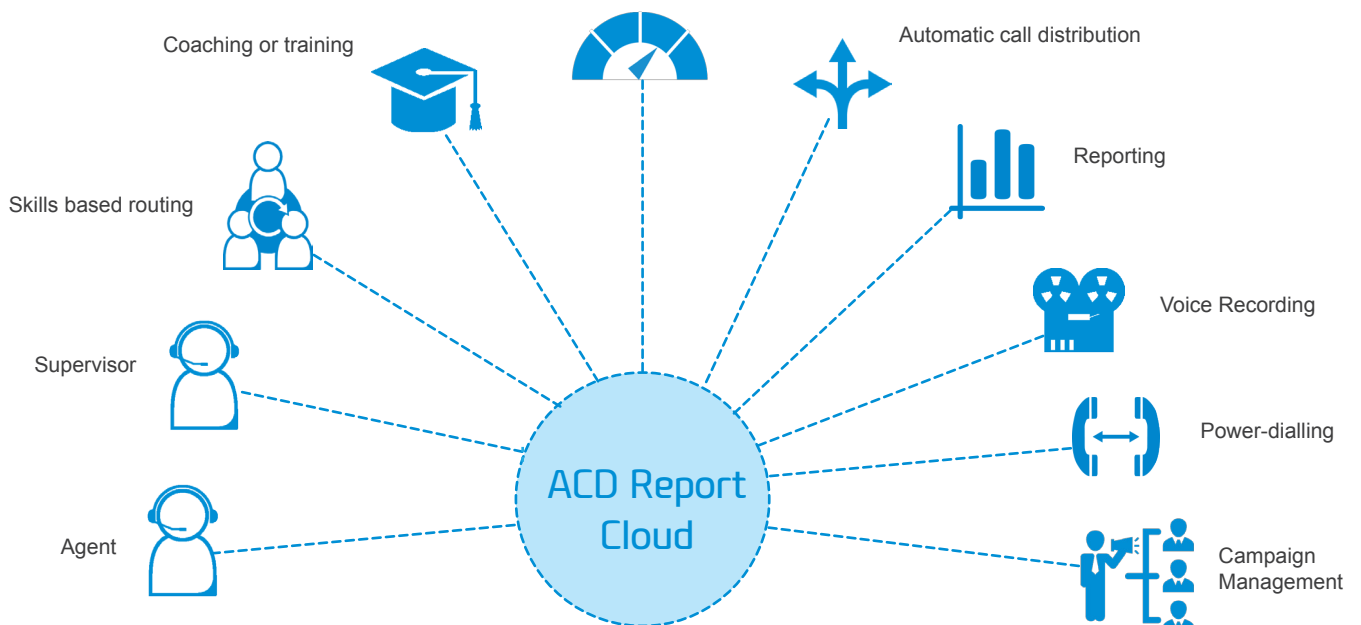 Coaching or training
Automatic call distribution
Reporting
Skills based routing
Voice Recording
Supervisor
Power-dialling
ACD Report
Cloud
Agent
Campaign
Management